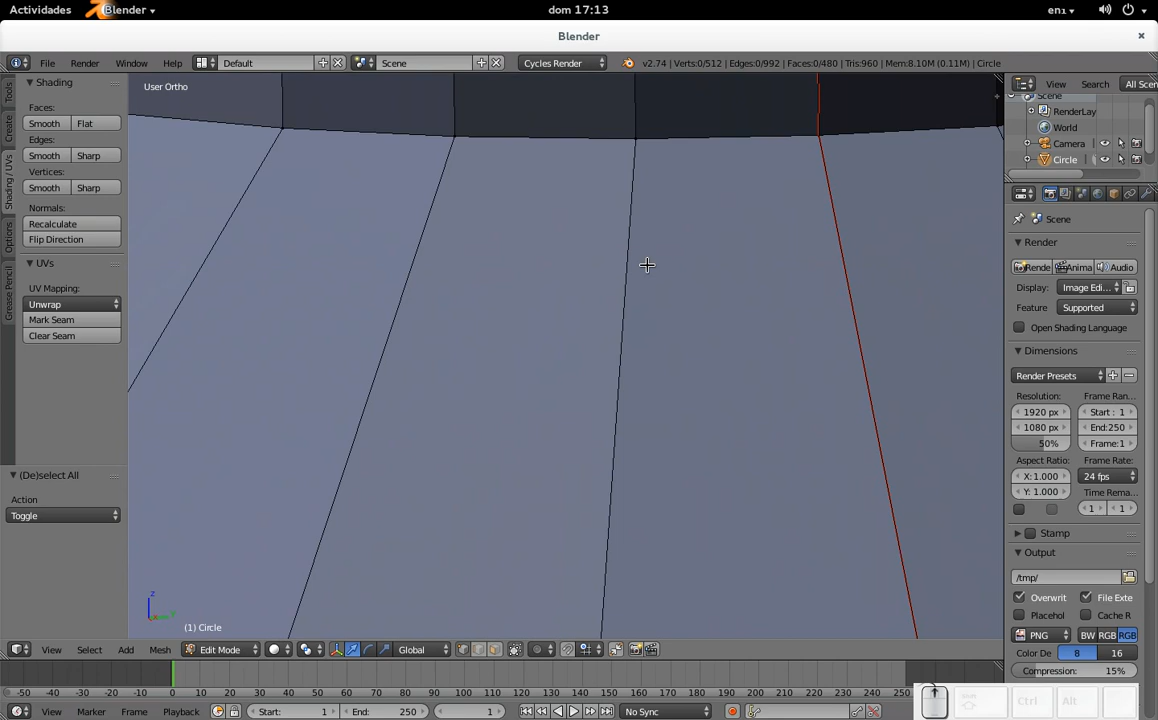 Actividades Blender dom 17:13 en1
Blender ×
File Render Window Help Default Scene Cycles Render v2.74 | Verts:0/512 | Edges:0/992 | Faces:0/480 | Tris:960 | Mem:8.10M (0.11M) | Circle
Tools
Create
Shading / UVs
Options
Grease Pencil
Shading
Faces:
Smooth Flat
Edges:
Smooth Sharp
Vertices:
Smooth Sharp
Normals:
Recalculate
Flip Direction
UVs
UV Mapping:
Unwrap
Mark Seam
Clear Seam
(De)select All
Action
Toggle
User Ortho
z
(1) Circle
View Search All Scen
Scene
RenderLay
World
Camera
Circle
Scene
Render
Rende Anima Audio
Display: Image Edi...
Feature Supported
Open Shading Language
Dimensions
Render Presets
Resolution: Frame Ran...
1920 px Start : 1
1080 px End:250
50% Frame:1
Aspect Ratio: Frame Rate:
X:1.000 24 fps
Y: 1.000 Time Rema...
1 1
Stamp
Output
/tmp/
Overwrit File Exte
Placehol Cache R
PNG BW RGB RGB
Color De 8 16
Compression: 15%
View Select Add Mesh Edit Mode Global
-50 -40 -30 -20 -10 0 10 20 30 40 50 60 70 80 90 100 110 120 130 140 150 160 170 180 190 200 210 220 230 240 250
View Marker Frame Playback Start: 1 End: 250 1 No Sync
Ctrl Alt